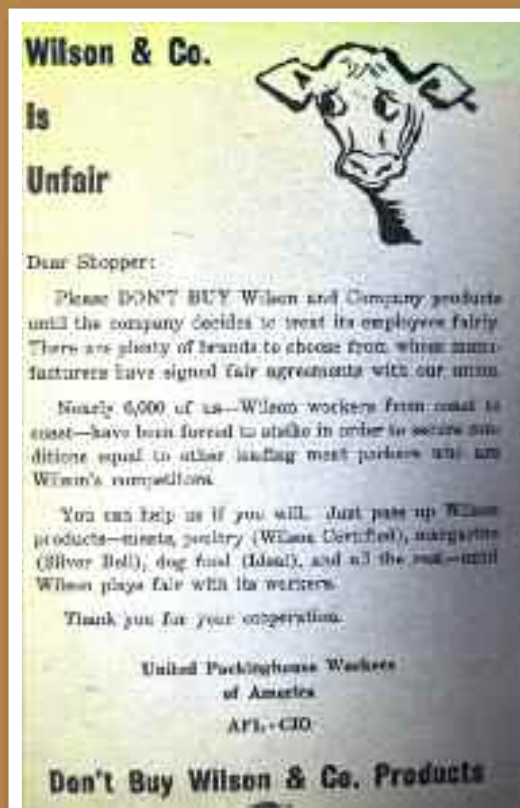 Wilson & Co.
is
Unfair
Dear Shopper:
Please DON'T BUY Wilson and Company products
until the company decides to treat its employees fairly.
There are plenty of brands to choose from whose manu-
facturers have signed fair agreements with our union.
Nearly 6,000 of us—Wilson workers from coast to
coast—have been forced to strike in order to secure con-
ditions equal to other leading meat packers who are
Wilson's competitors.
You can help us if you will. Just pass up Wilson
products—meats, poultry (Wilson Certified), margarine
(Silver Bell), dog food (Ideal), and all the rest—until
Wilson plays fair with its workers.
Thank you for your cooperation.
United Packinghouse Workers
of America
AFL-CIO
Don't Buy Wilson & Co. Products